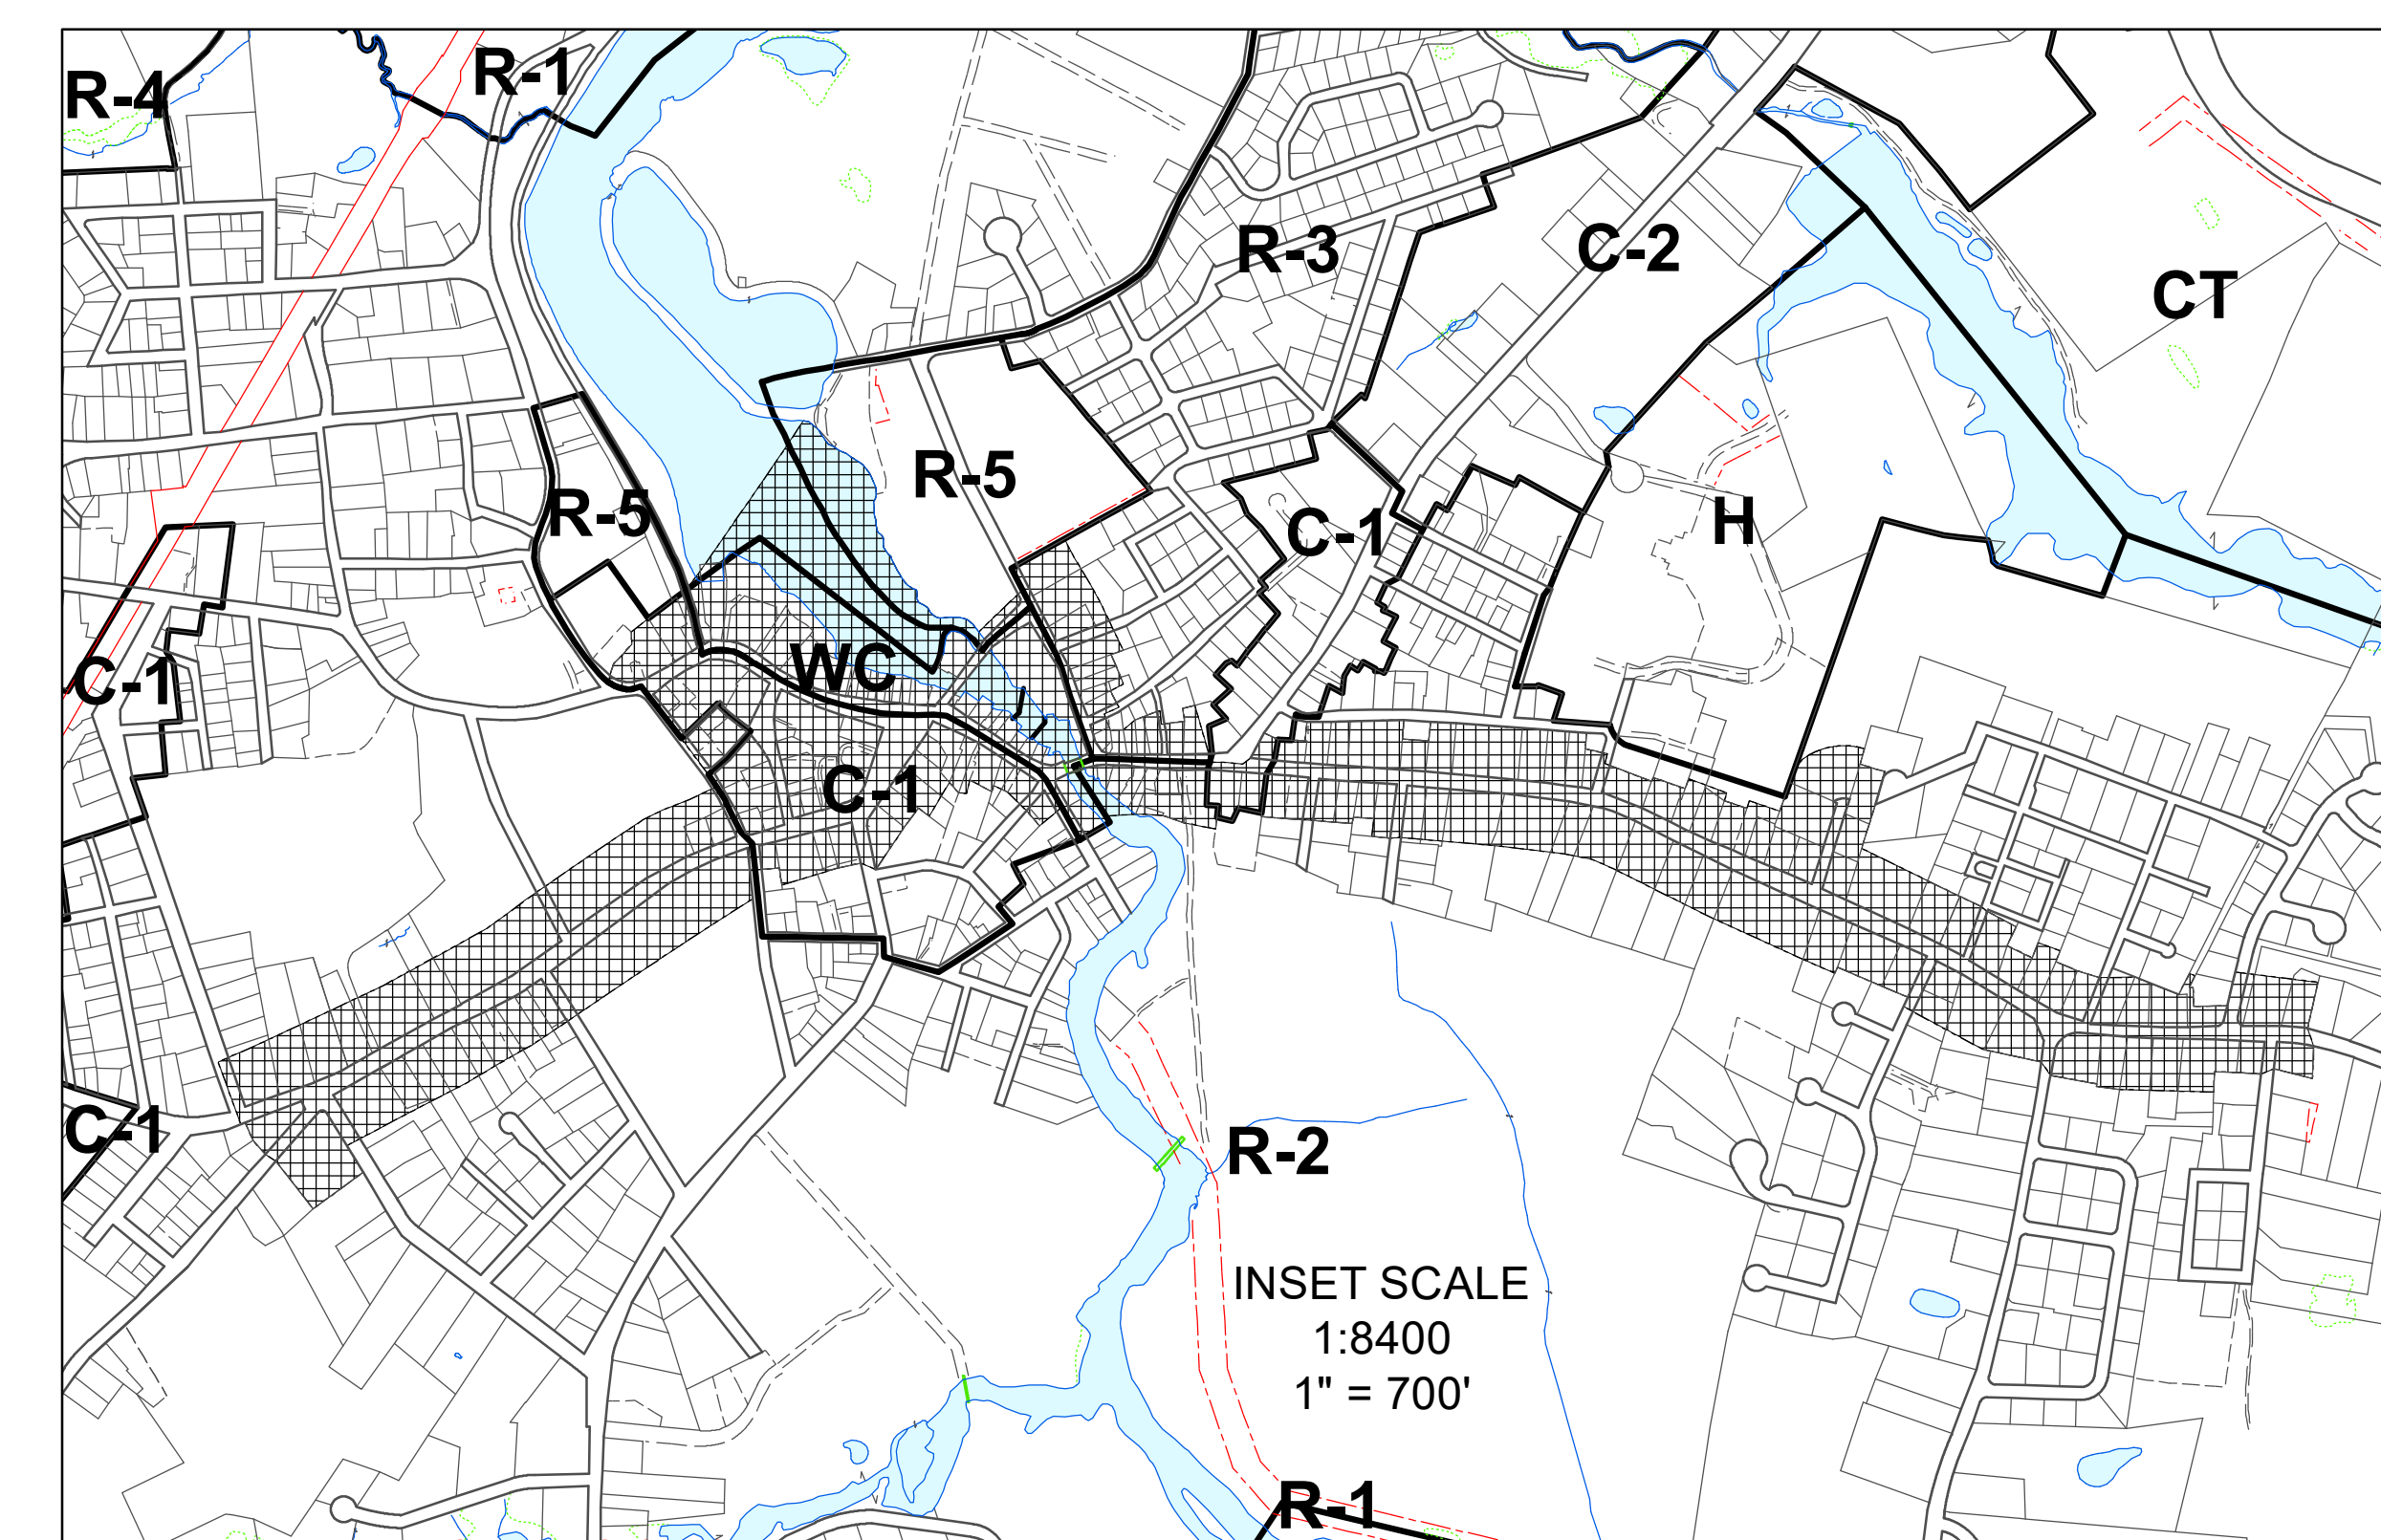 R-1
R-4
R-3
C-2
CT
R-5
R-5
C-1
H
WC
C-1
C-1
C-1
R-2
INSET SCALE
1:8400
1" = 700'
R-1